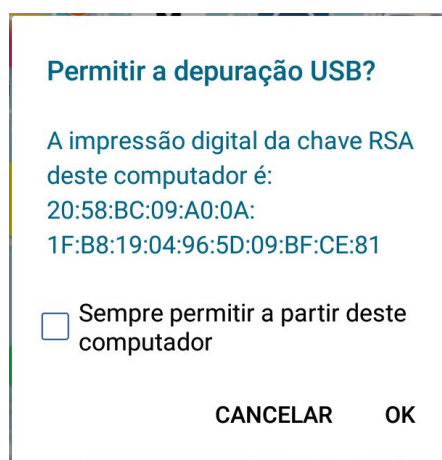 Permitir a depuração USB?
A impressão digital da chave RSA
deste computador é:
20:58:BC:09:A0:0A:
1F:B8:19:04:96:5D:09:BF:CE:81
Sempre permitir a partir deste
computador
CANCELAR OK